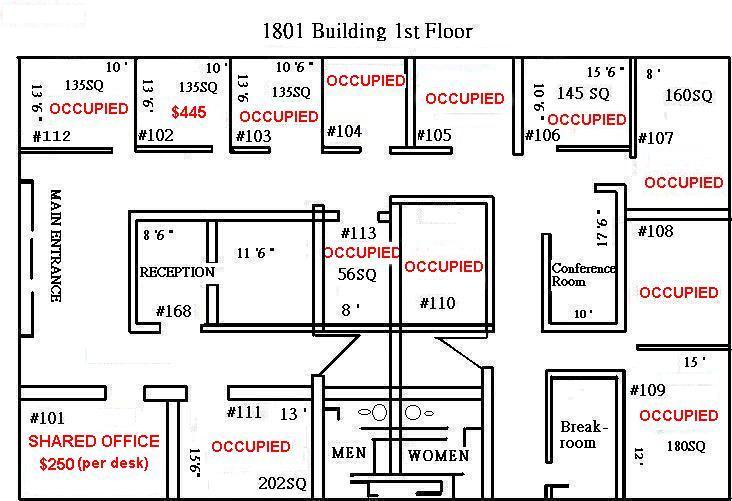 1801 Building 1st Floor
10 '
135SQ
13 '6"
OCCUPIED
#112
10'
135SQ
13 '6'
$445
#102
10 '6"
135SQ
13 '6
OCCUPIED
#103
OCCUPIED
#104
OCCUPIED
#105
15 '6"
145 SQ
10 '6"
OCCUPIED
#106
8'
160SQ
#107
OCCUPIED
MAIN ENTRANCE
8'6"
RECEPTION
#168
11 '6"
#113
OCCUPIED
56SQ
8'
OCCUPIED
#110
17'6"
Conference
Room
10'
#108
OCCUPIED
#101
SHARED OFFICE
$250 (per desk)
#111
13 '
OCCUPIED
15'6"
202SQ
MEN
WOMEN
Break-
room
15 '
#109
OCCUPIED
180SQ
12'